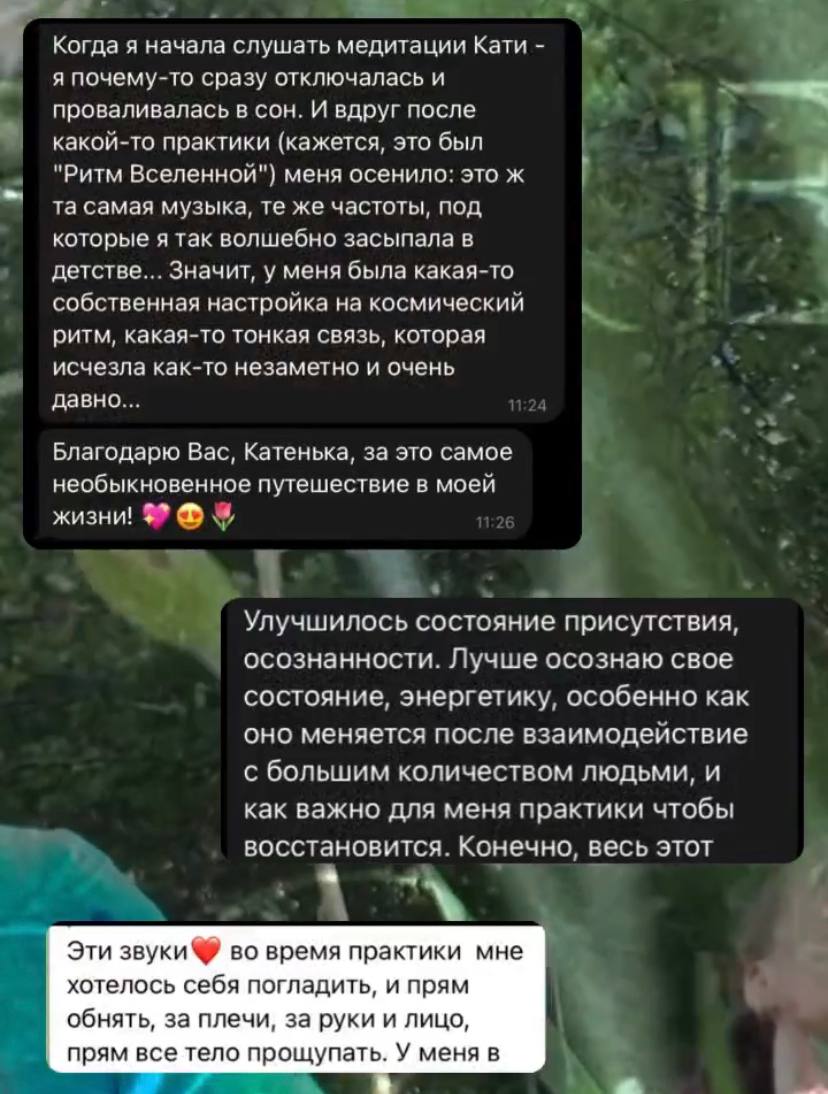 Когда я начала слушать медитации Кати -
я почему-то сразу отключалась и
проваливалась в сон. И вдруг после
какой-то практики (кажется, это был
"Ритм Вселенной") меня осенило: это ж
та самая музыка, те же частоты, под
которые я так волшебно засыпала в
детстве... Значит, у меня была какая-то
собственная настройка на космический
ритм, какая-то тонкая связь, которая
исчезла как-то незаметно и очень
давно...
11:24
Благодарю Вас, Катенька, за это самое
необыкновенное путешествие в моей
жизни! 💖😍🌷
11:26
Улучшилось состояние присутствия,
осознанности. Лучше осознаю свое
состояние, энергетику, особенно как
оно меняется после взаимодействие
с большим количеством людьми, и
как важно для меня практики чтобы
восстановится. Конечно, весь этот
Эти звуки❤️ во время практики мне
хотелось себя погладить, и прям
обнять, за плечи, за руки и лицо,
прям все тело прощупать. У меня в